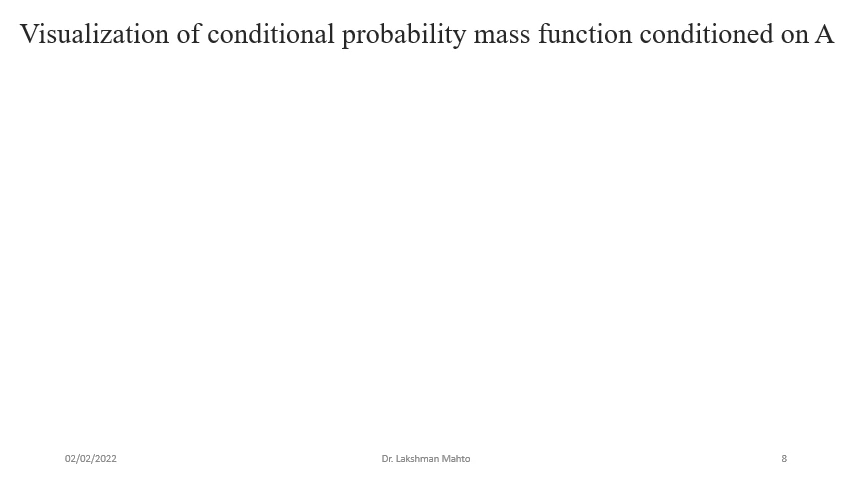 Visualization of conditional probability mass function conditioned on A
02/02/2022
Dr. Lakshman Mahto
8